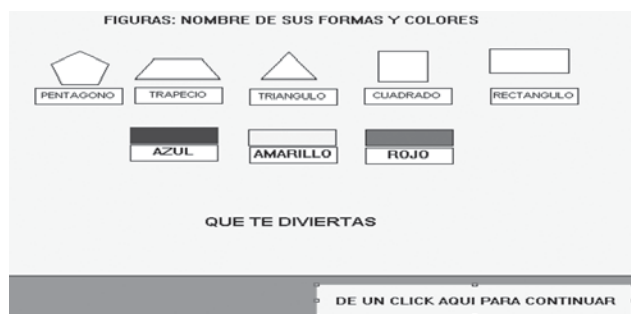 FIGURAS: NOMBRE DE SUS FORMAS Y COLORES
PENTAGONO TRAPECIO TRIANGULO CUADRADO RECTANGULO
AZUL AMARILLO ROJO
QUE TE DIVIERTAS
DE UN CLICK AQUI PARA CONTINUAR